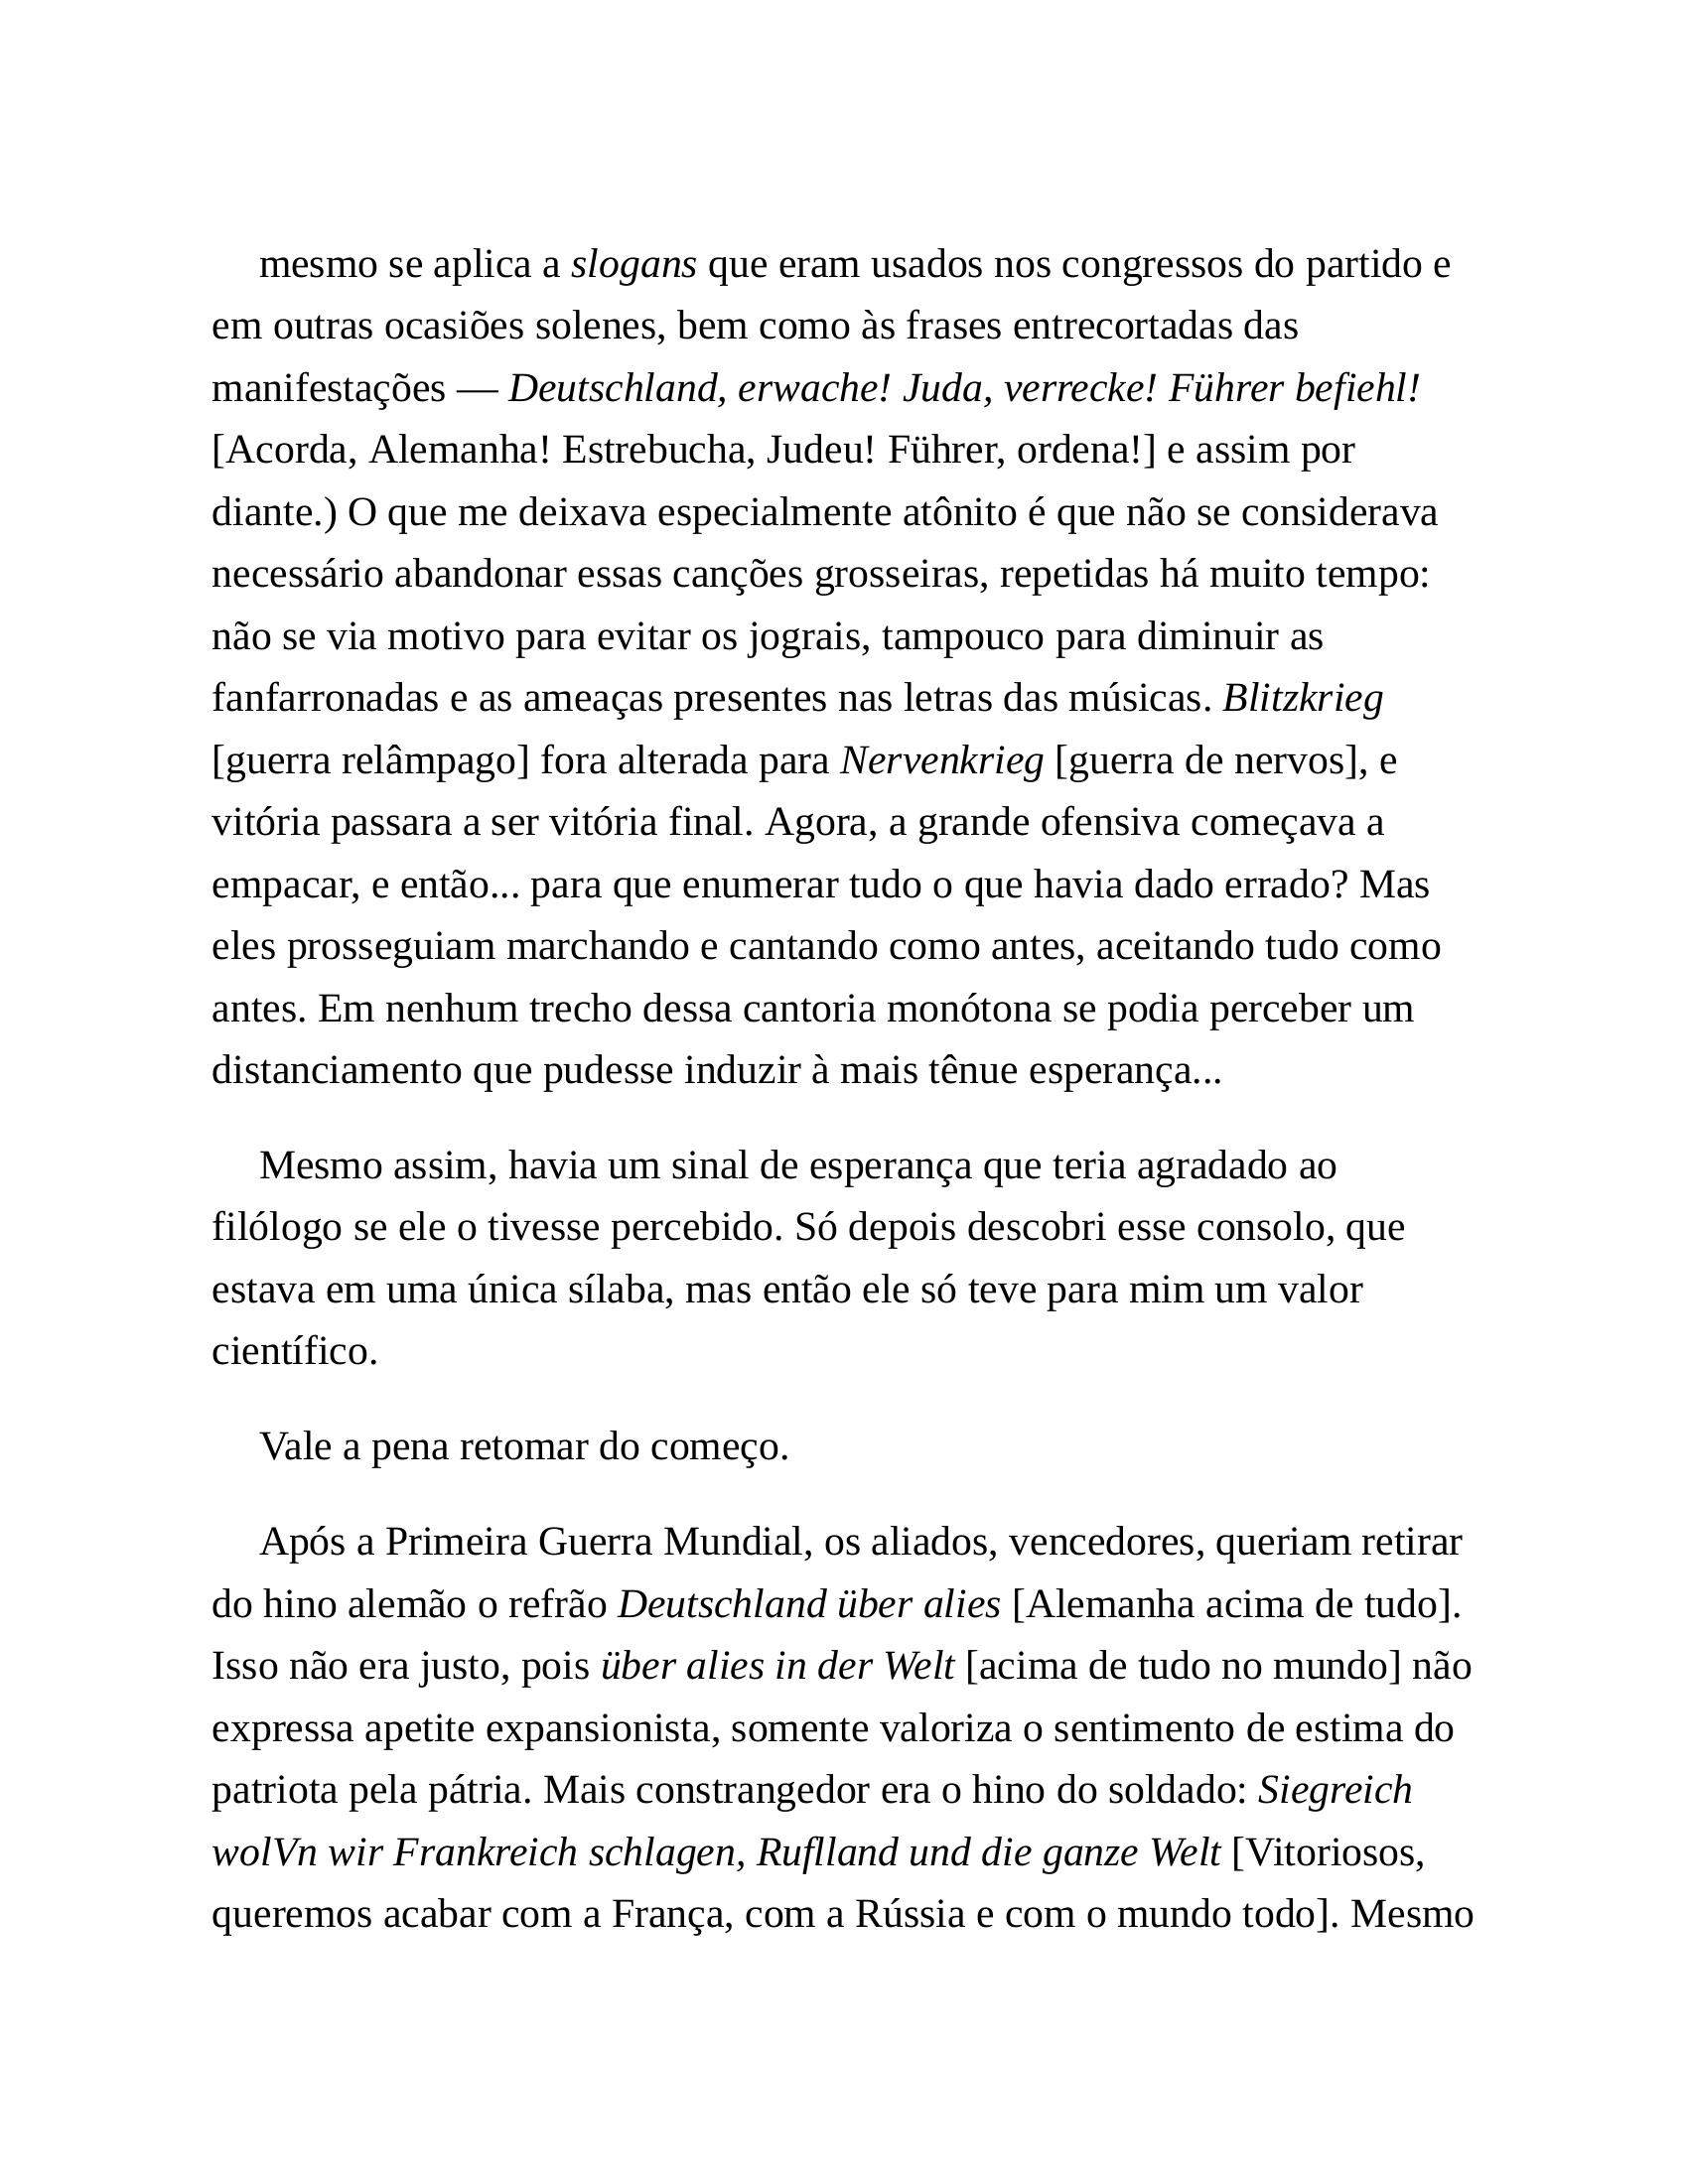 mesmo se aplica a slogans que eram usados nos congressos do partido e
em outras ocasiões solenes, bem como às frases entrecortadas das
manifestações — Deutschland, erwache! Juda, verrecke! Führer befiehl!
[Acorda, Alemanha! Estrebucha, Judeu! Führer, ordena!] e assim por
diante.) O que me deixava especialmente atônito é que não se considerava
necessário abandonar essas canções grosseiras, repetidas há muito tempo:
não se via motivo para evitar os jograis, tampouco para diminuir as
fanfarronadas e as ameaças presentes nas letras das músicas. Blitzkrieg
[guerra relâmpago] fora alterada para Nervenkrieg [guerra de nervos], e
vitória passara a ser vitória final. Agora, a grande ofensiva começava a
empacar, e então... para que enumerar tudo o que havia dado errado? Mas
eles prosseguiam marchando e cantando como antes, aceitando tudo como
antes. Em nenhum trecho dessa cantoria monótona se podia perceber um
distanciamento que pudesse induzir à mais tênue esperança...
Mesmo assim, havia um sinal de esperança que teria agradado ao
filólogo se ele o tivesse percebido. Só depois descobri esse consolo, que
estava em uma única sílaba, mas então ele só teve para mim um valor
científico.
Vale a pena retomar do começo.
Após a Primeira Guerra Mundial, os aliados, vencedores, queriam retirar
do hino alemão o refrão Deutschland über alies [Alemanha acima de tudo].
Isso não era justo, pois über alies in der Welt [acima de tudo no mundo] não
expressa apetite expansionista, somente valoriza o sentimento de estima do
patriota pela pátria. Mais constrangedor era o hino do soldado: Siegreich
wolVn wir Frankreich schlagen, Ruflland und die ganze Welt [Vitoriosos,
queremos acabar com a França, com a Rússia e com o mundo todo]. Mesmo